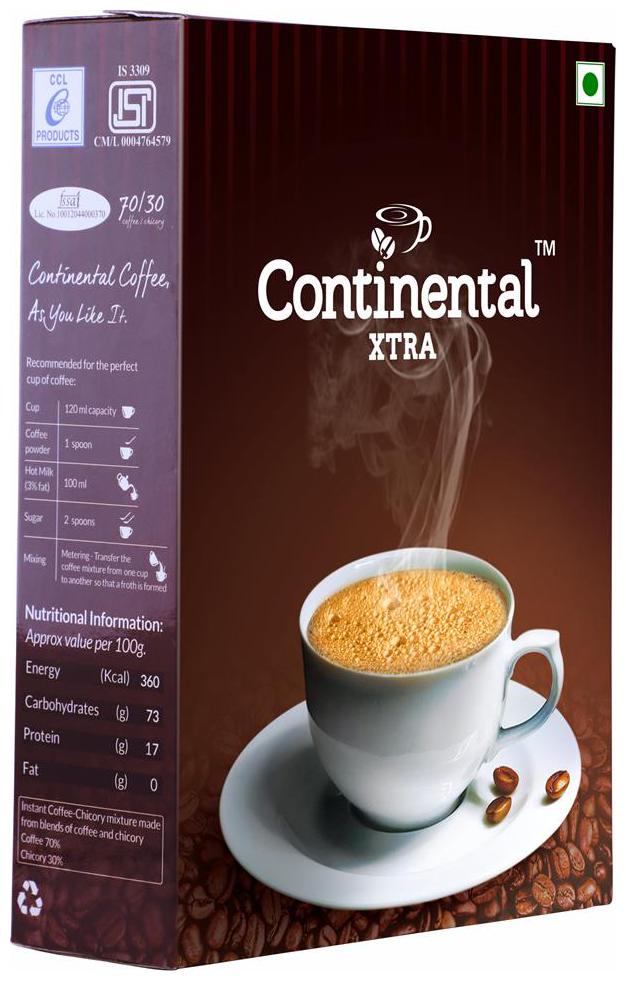 CCL
PRODUCTS
IS 3309
ISI
CM/L 0004764579
fssai
Lic. No.10012044000370
70/30
coffee / chicory
Continental Coffee,
As You Like It.
Recommended for the perfect
cup of coffee:
Cup 120 ml capacity
Coffee
powder 1 spoon
Hot Milk
(3% fat) 100 ml
Sugar 2 spoons
Mixing Metering - Transfer the
coffee mixture from one cup
to another so that a froth is formed
Nutritional Information:
Approx value per 100g.
Energy (Kcal) 360
Carbohydrates (g) 73
Protein (g) 17
Fat (g) 0
Instant Coffee-Chicory mixture made
from blends of coffee and chicory
Coffee 70%
Chicory 30%
Continental TM
XTRA